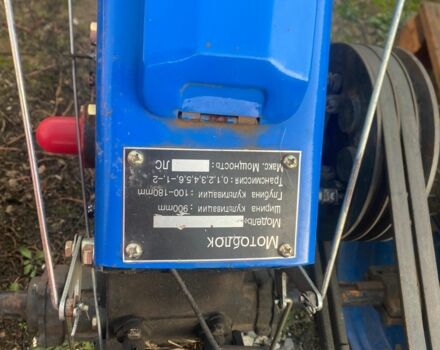 Мотоблок
Модель:
Ширина культивации : 900mm
Глубина культивации : 100-180mm
Трансмиссия : 0,1,2,3,4,5,6,-1,-2
Макс. Мощность: ЛС